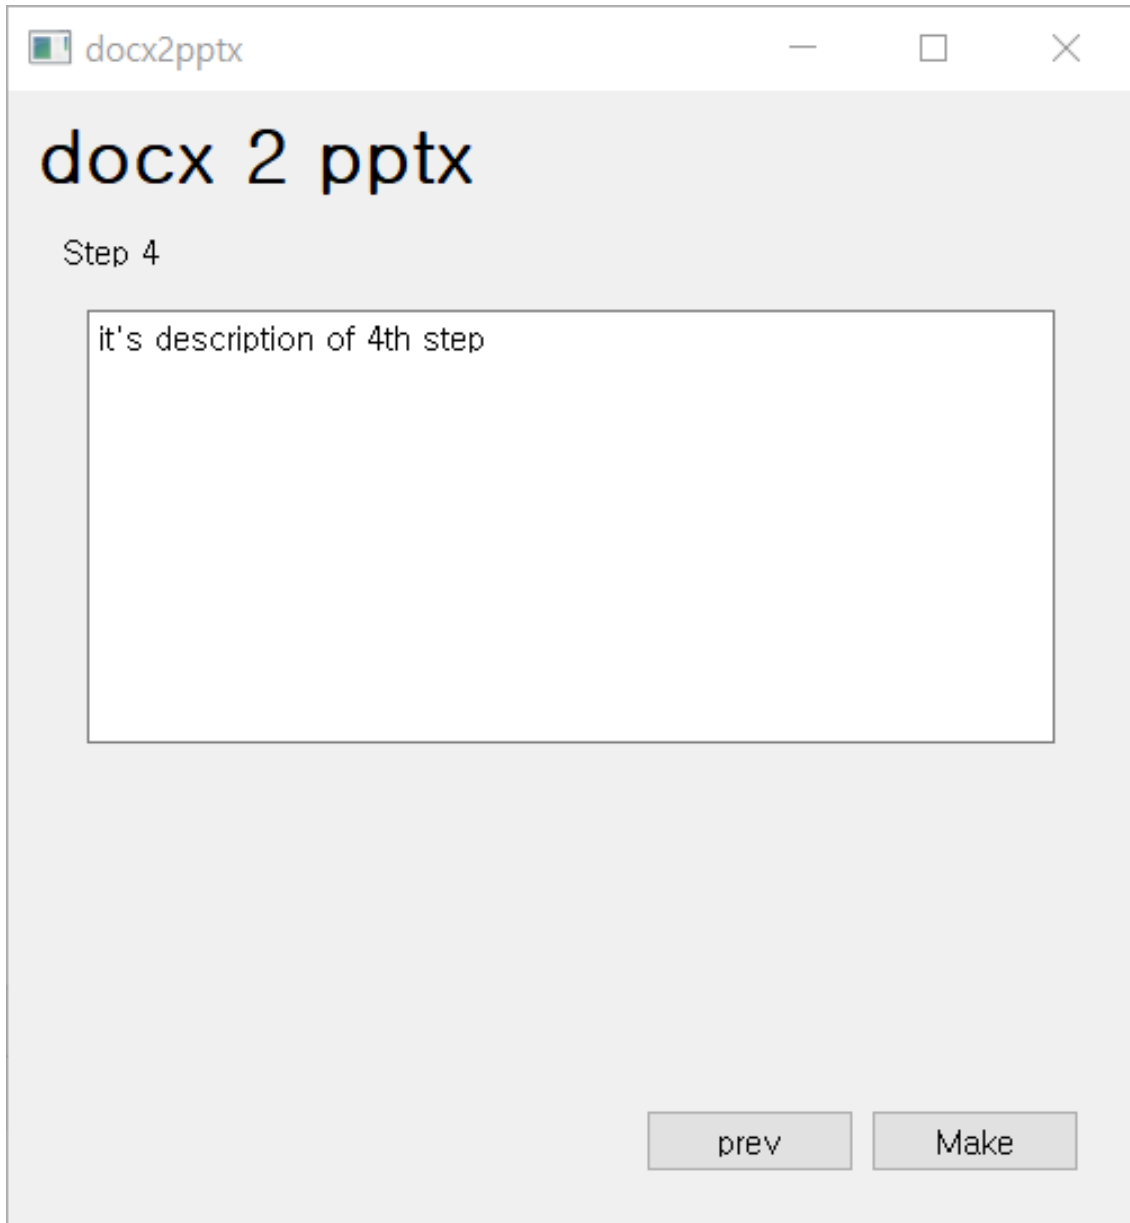 docx2pptx
docx 2 pptx
Step 4
it's description of 4th step
prev
Make